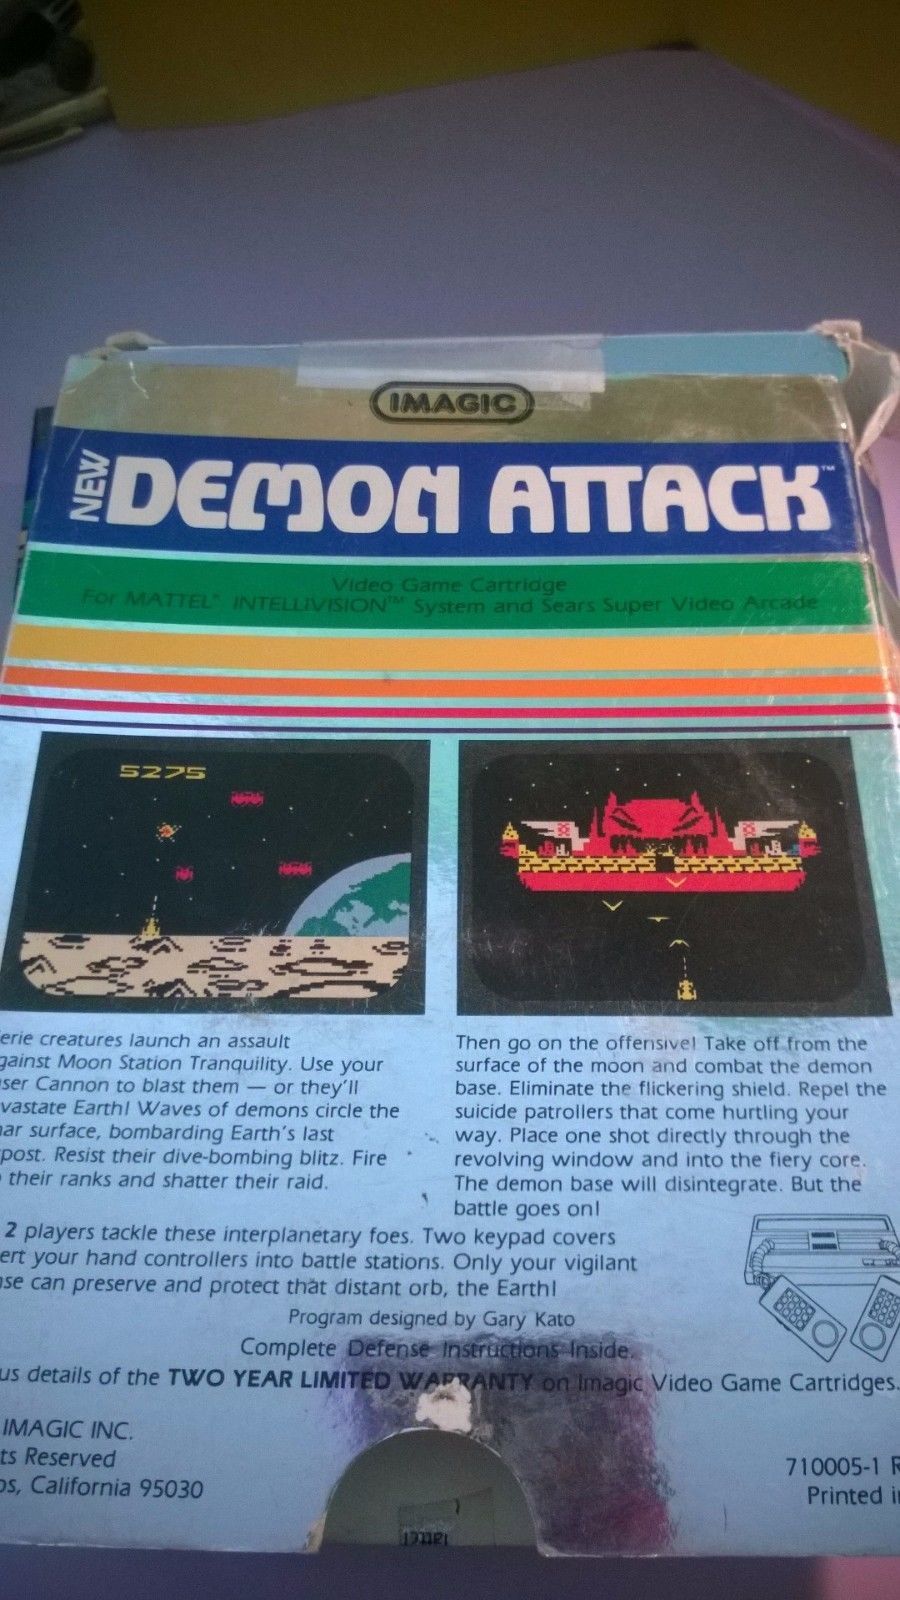 IMAGIC
NEW DEMON ATTACK™
Video Game Cartridge
For MATTEL® INTELLIVISION™ System and Sears Super Video Arcade
5275
erie creatures launch an assault
gainst Moon Station Tranquility. Use your
ser Cannon to blast them — or they'll
vastate Earth! Waves of demons circle the
nar surface, bombarding Earth's last
post. Resist their dive-bombing blitz. Fire
their ranks and shatter their raid.
Then go on the offensive! Take off from the
surface of the moon and combat the demon
base. Eliminate the flickering shield. Repel the
suicide patrollers that come hurtling your
way. Place one shot directly through the
revolving window and into the fiery core.
The demon base will disintegrate. But the
battle goes on!
2 players tackle these interplanetary foes. Two keypad covers
ert your hand controllers into battle stations. Only your vigilant
nse can preserve and protect that distant orb, the Earth!
Program designed by Gary Kato
Complete Defense Instructions Inside.
us details of the TWO YEAR LIMITED WARRANTY on Imagic Video Game Cartridges.
IMAGIC INC.
ts Reserved
os, California 95030
710005-1 R
Printed i